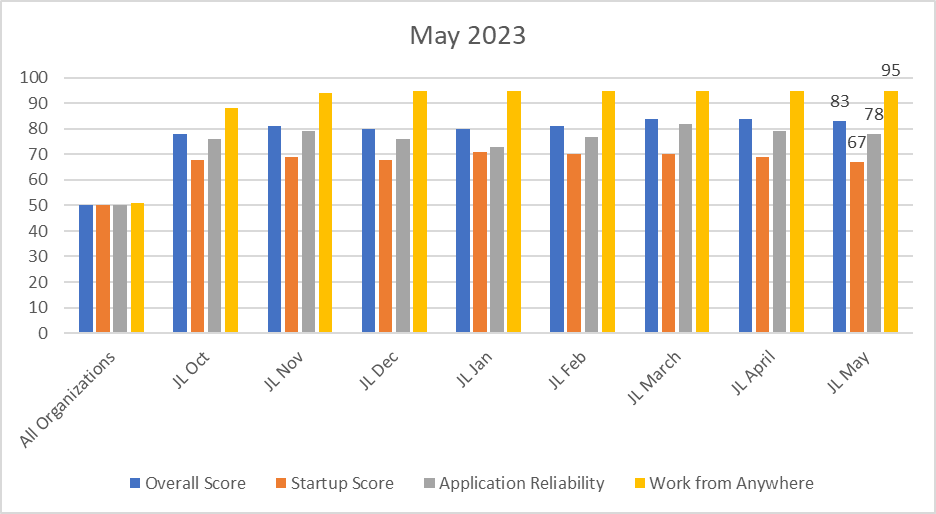 May 2023
100
90
80
70
60
50
40
30
20
10
0
83
67
78
95
All Organizations
JL Oct
JL Nov
JL Dec
JL Jan
JL Feb
JL March
JL April
JL May
Overall Score
Startup Score
Application Reliability
Work from Anywhere